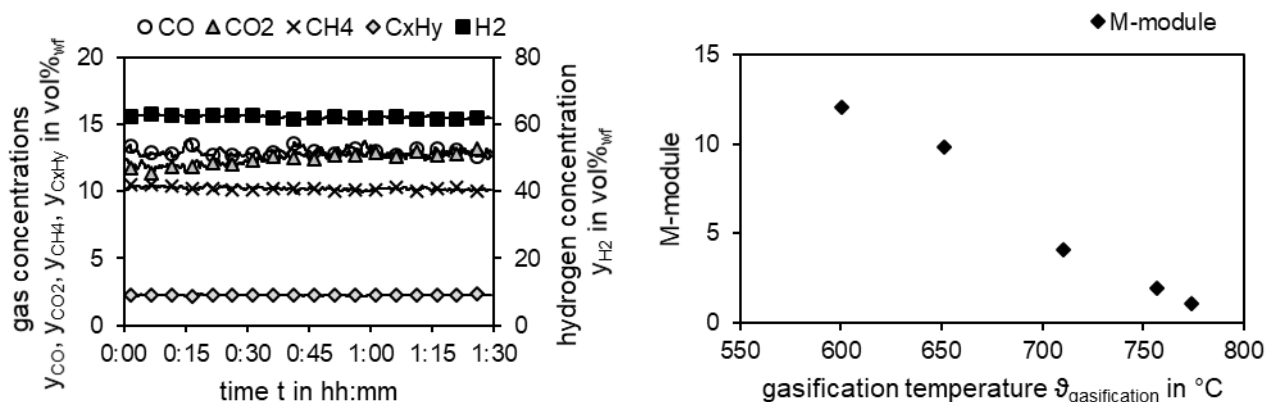 CO CO2 CH4 CxHy H2
gas concentrations
yCO, yCO2, yCH4, yCxHy in vol%wf
20
15
10
5
0
80
60
40
20
0
hydrogen concentration
yH2 in vol%wf
0:00 0:15 0:30 0:45 1:00 1:15 1:30
time t in hh:mm
M-module
M-module
15
10
5
0
550 600 650 700 750 800
gasification temperature ϑgasification in °C